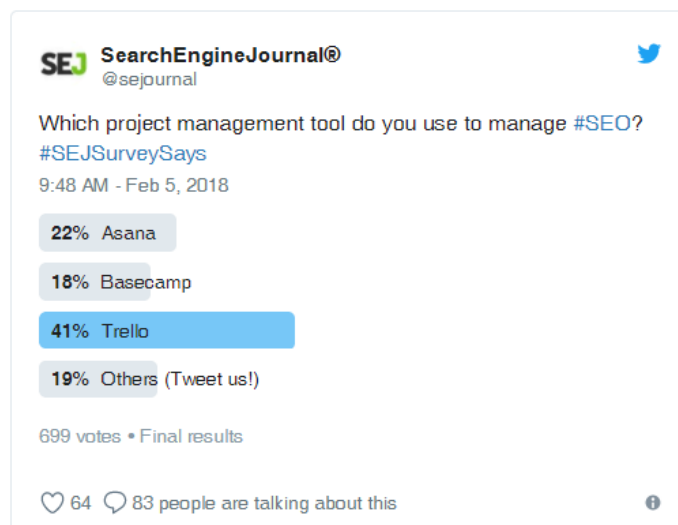 SEJ SearchEngineJournal®
@sejournal
Which project management tool do you use to manage #SEO?
#SEJSurveySays
9:48 AM - Feb 5, 2018
22% Asana
18% Basecamp
41% Trello
19% Others (Tweet us!)
699 votes • Final results
64 83 people are talking about this